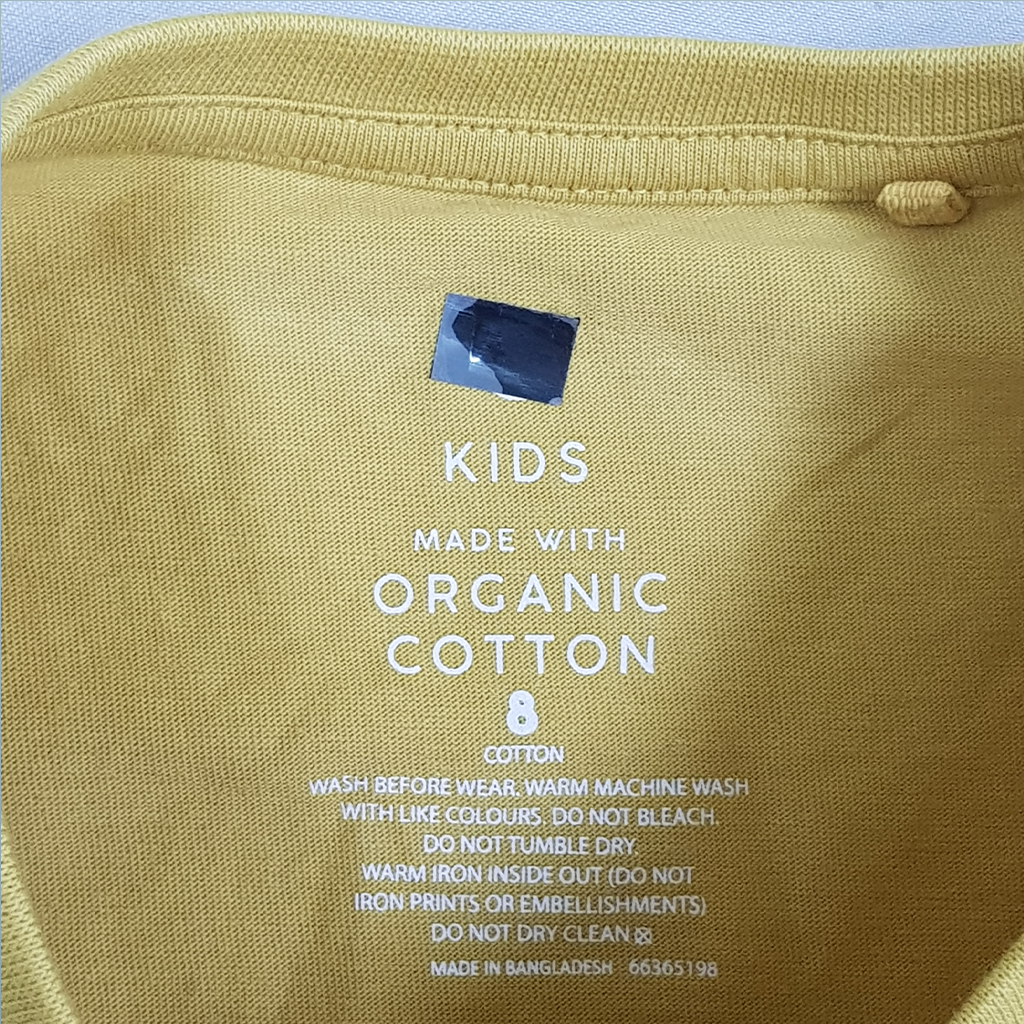 KIDS
MADE WITH
ORGANIC
COTTON
8
COTTON
WASH BEFORE WEAR. WARM MACHINE WASH
WITH LIKE COLOURS. DO NOT BLEACH.
DO NOT TUMBLE DRY.
WARM IRON INSIDE OUT (DO NOT
IRON PRINTS OR EMBELLISHMENTS)
DO NOT DRY CLEAN
MADE IN BANGLADESH 66365198